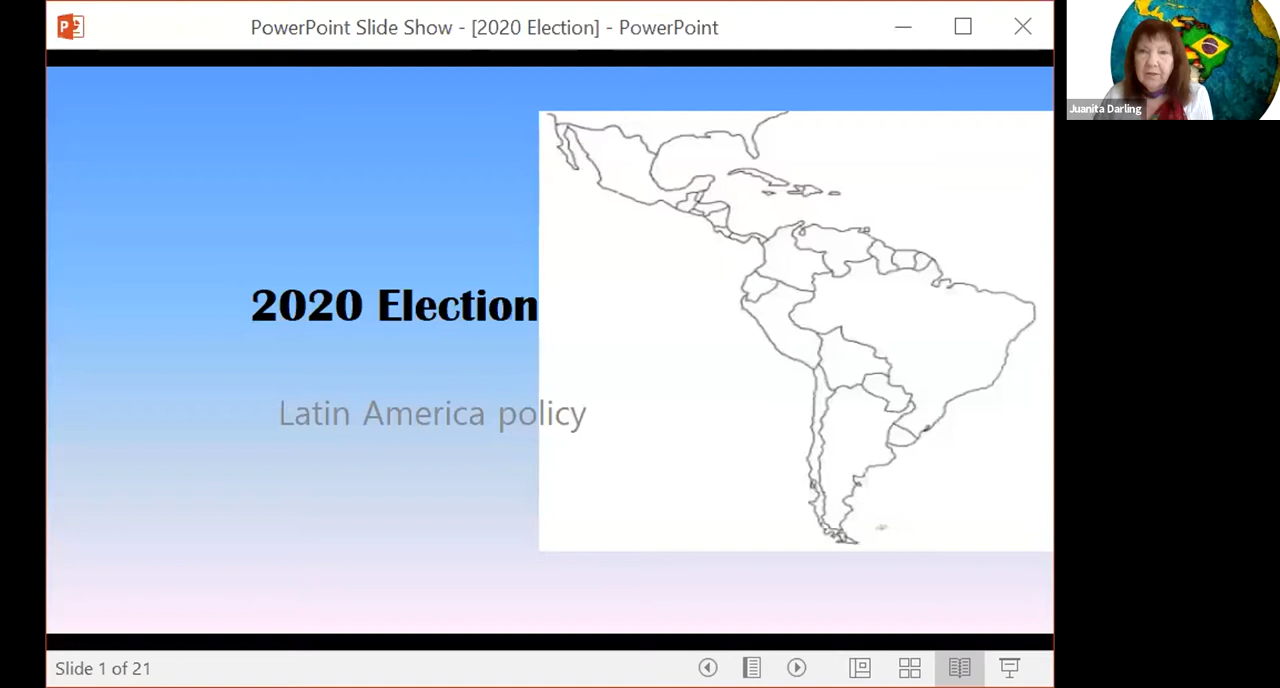 PowerPoint Slide Show - [2020 Election] - PowerPoint
Juanita Darling
2020 Election
Latin America policy
Slide 1 of 21